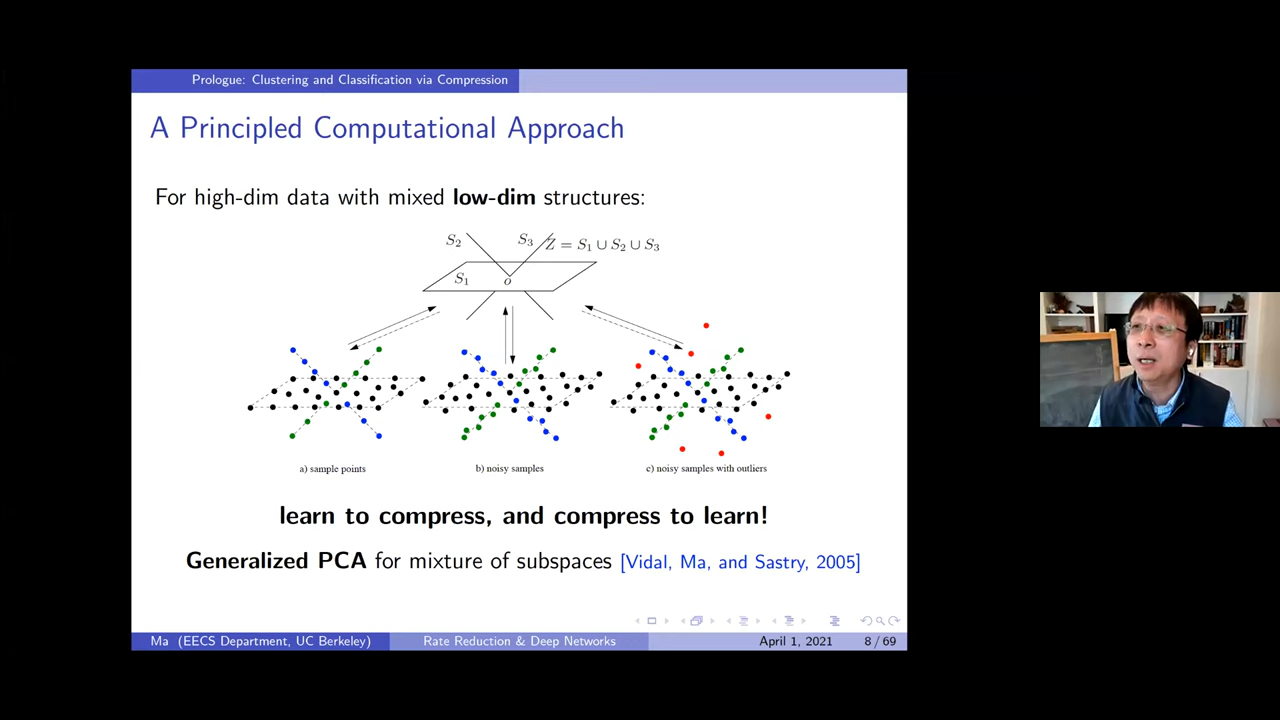 Prologue: Clustering and Classification via Compression
A Principled Computational Approach
For high-dim data with mixed low-dim structures:
S2 S3 Z = S1 ∪ S2 ∪ S3
S1 o
a) sample points b) noisy samples c) noisy samples with outliers
learn to compress, and compress to learn!
Generalized PCA for mixture of subspaces [Vidal, Ma, and Sastry, 2005]
Ma (EECS Department, UC Berkeley) Rate Reduction & Deep Networks April 1, 2021 8 / 69